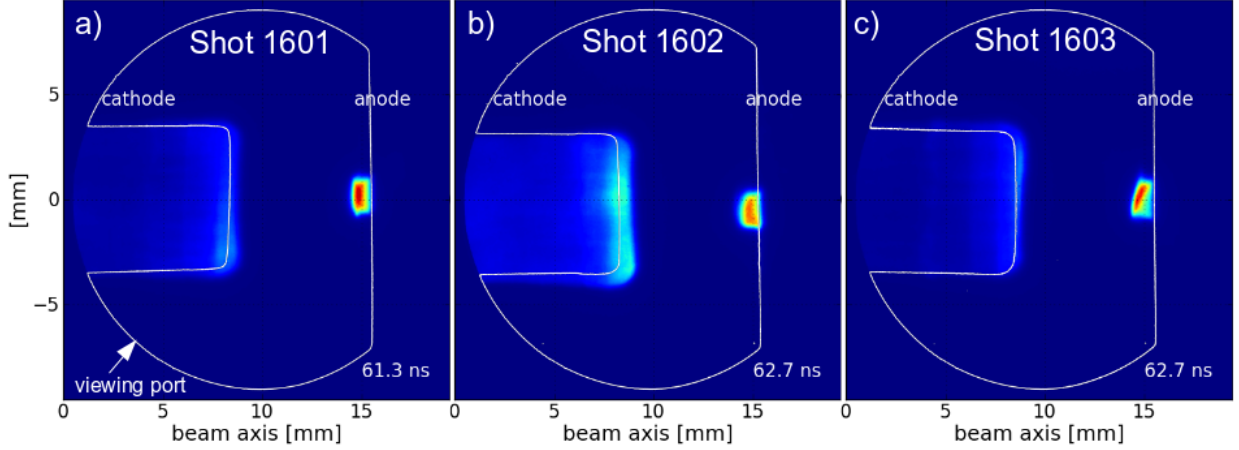 a)
Shot 1601
cathode
anode
viewing port
61.3 ns
b)
Shot 1602
cathode
anode
62.7 ns
c)
Shot 1603
cathode
anode
62.7 ns
[mm]
5
0
−5
0 5 10 15
beam axis [mm]
0 5 10 15
beam axis [mm]
0 5 10 15
beam axis [mm]